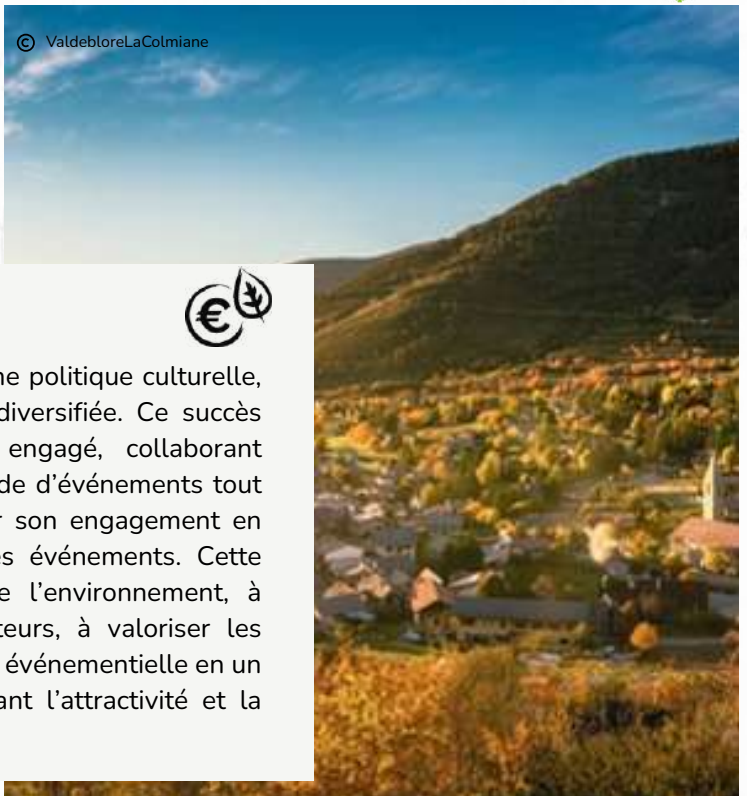 © ValdebloreLaColmiane
€
ne politique culturelle,
diversifiée. Ce succès
engagé, collaborant
de d'événements tout
r son engagement en
es événements. Cette
e l'environnement, à
teurs, à valoriser les
événementielle en un
ant l'attractivité et la